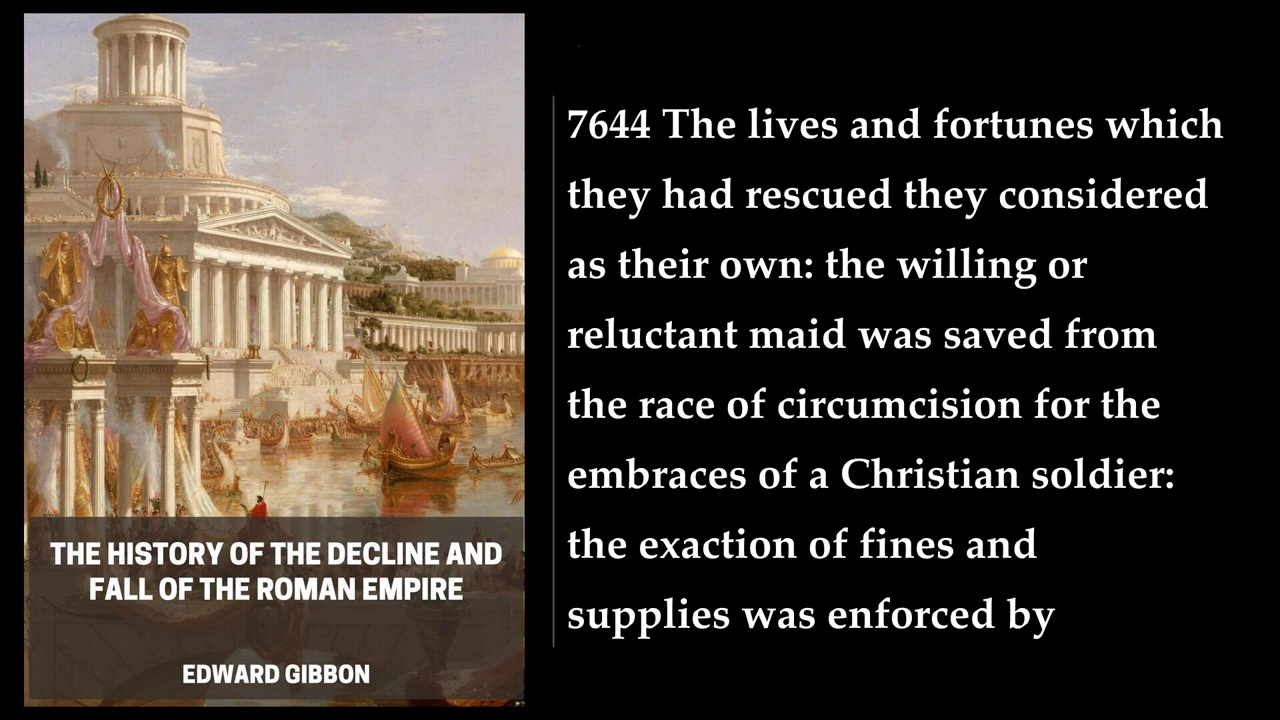 THE HISTORY OF THE DECLINE AND
FALL OF THE ROMAN EMPIRE
EDWARD GIBBON
7644 The lives and fortunes which
they had rescued they considered
as their own: the willing or
reluctant maid was saved from
the race of circumcision for the
embraces of a Christian soldier:
the exaction of fines and
supplies was enforced by